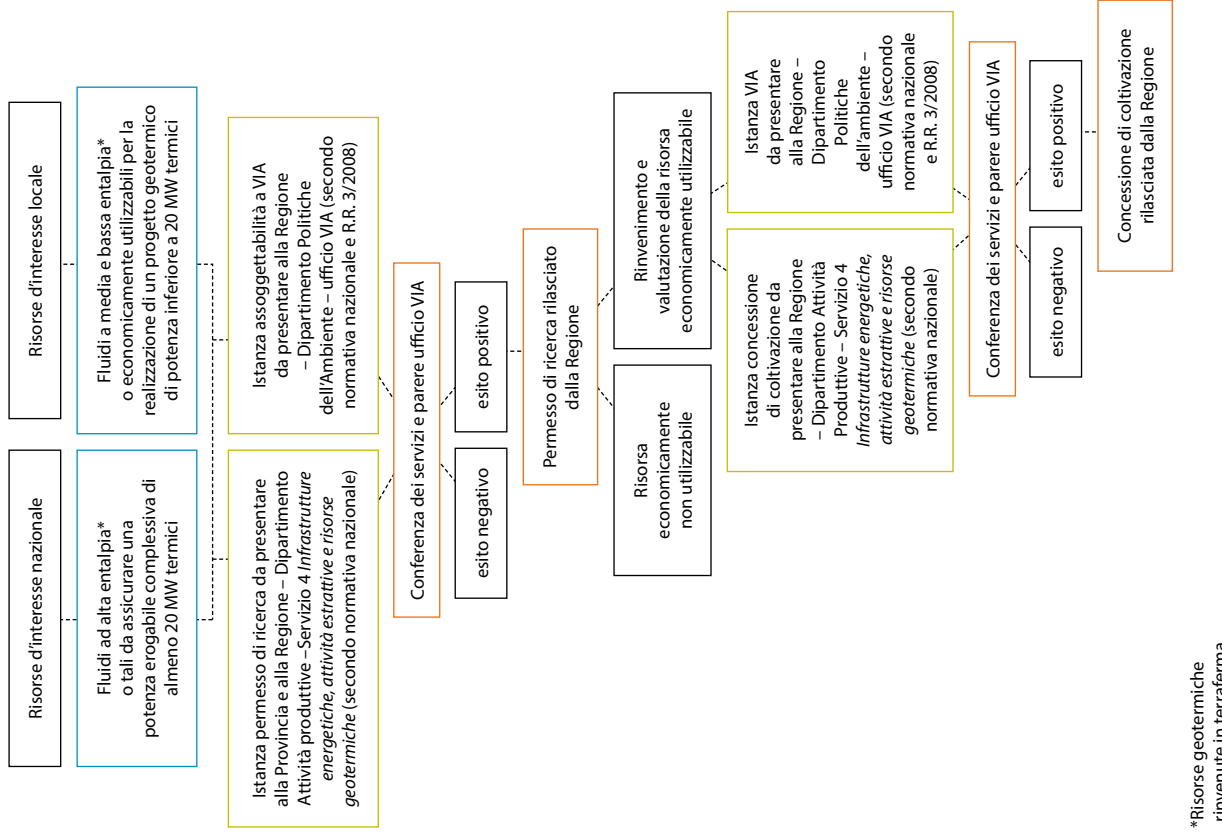 Risorse d'interesse nazionale
Risorse d'interesse locale
Fluidi ad alta entalpia*
o tali da assicurare una
potenza erogabile complessiva di
almeno 20 MW termici
Fluidi a media e bassa entalpia*
o economicamente utilizzabili per la
realizzazione di un progetto geotermico
di potenza inferiore a 20 MW termici
Istanza permesso di ricerca da presentare
alla Provincia e alla Regione – Dipartimento
Attività produttive –Servizio 4 Infrastrutture
energetiche, attività estrattive e risorse
geotermiche (secondo normativa nazionale)
Istanza assoggettabilità a VIA
da presentare alla Regione
– Dipartimento Politiche
dell'Ambiente – ufficio VIA (secondo
normativa nazionale e R.R. 3/2008)
Conferenza dei servizi e parere ufficio VIA
esito negativo
esito positivo
Permesso di ricerca rilasciato
dalla Regione
Risorsa
economicamente
non utilizzabile
Rinvenimento e
valutazione della risorsa
economicamente utilizzabile
Istanza concessione
di coltivazione da
presentare alla Regione
– Dipartimento Attività
Produttive – Servizio 4
Infrastrutture energetiche,
attività estrattive e risorse
geotermiche (secondo
normativa nazionale)
Istanza VIA
da presentare
alla Regione –
Dipartimento
Politiche
dell'ambiente –
ufficio VIA (secondo
normativa nazionale
e R.R. 3/2008)
Conferenza dei servizi e parere ufficio VIA
esito negativo
esito positivo
Concessione di coltivazione
rilasciata dalla Regione
*Risorse geotermiche
rinvenute in terraferma